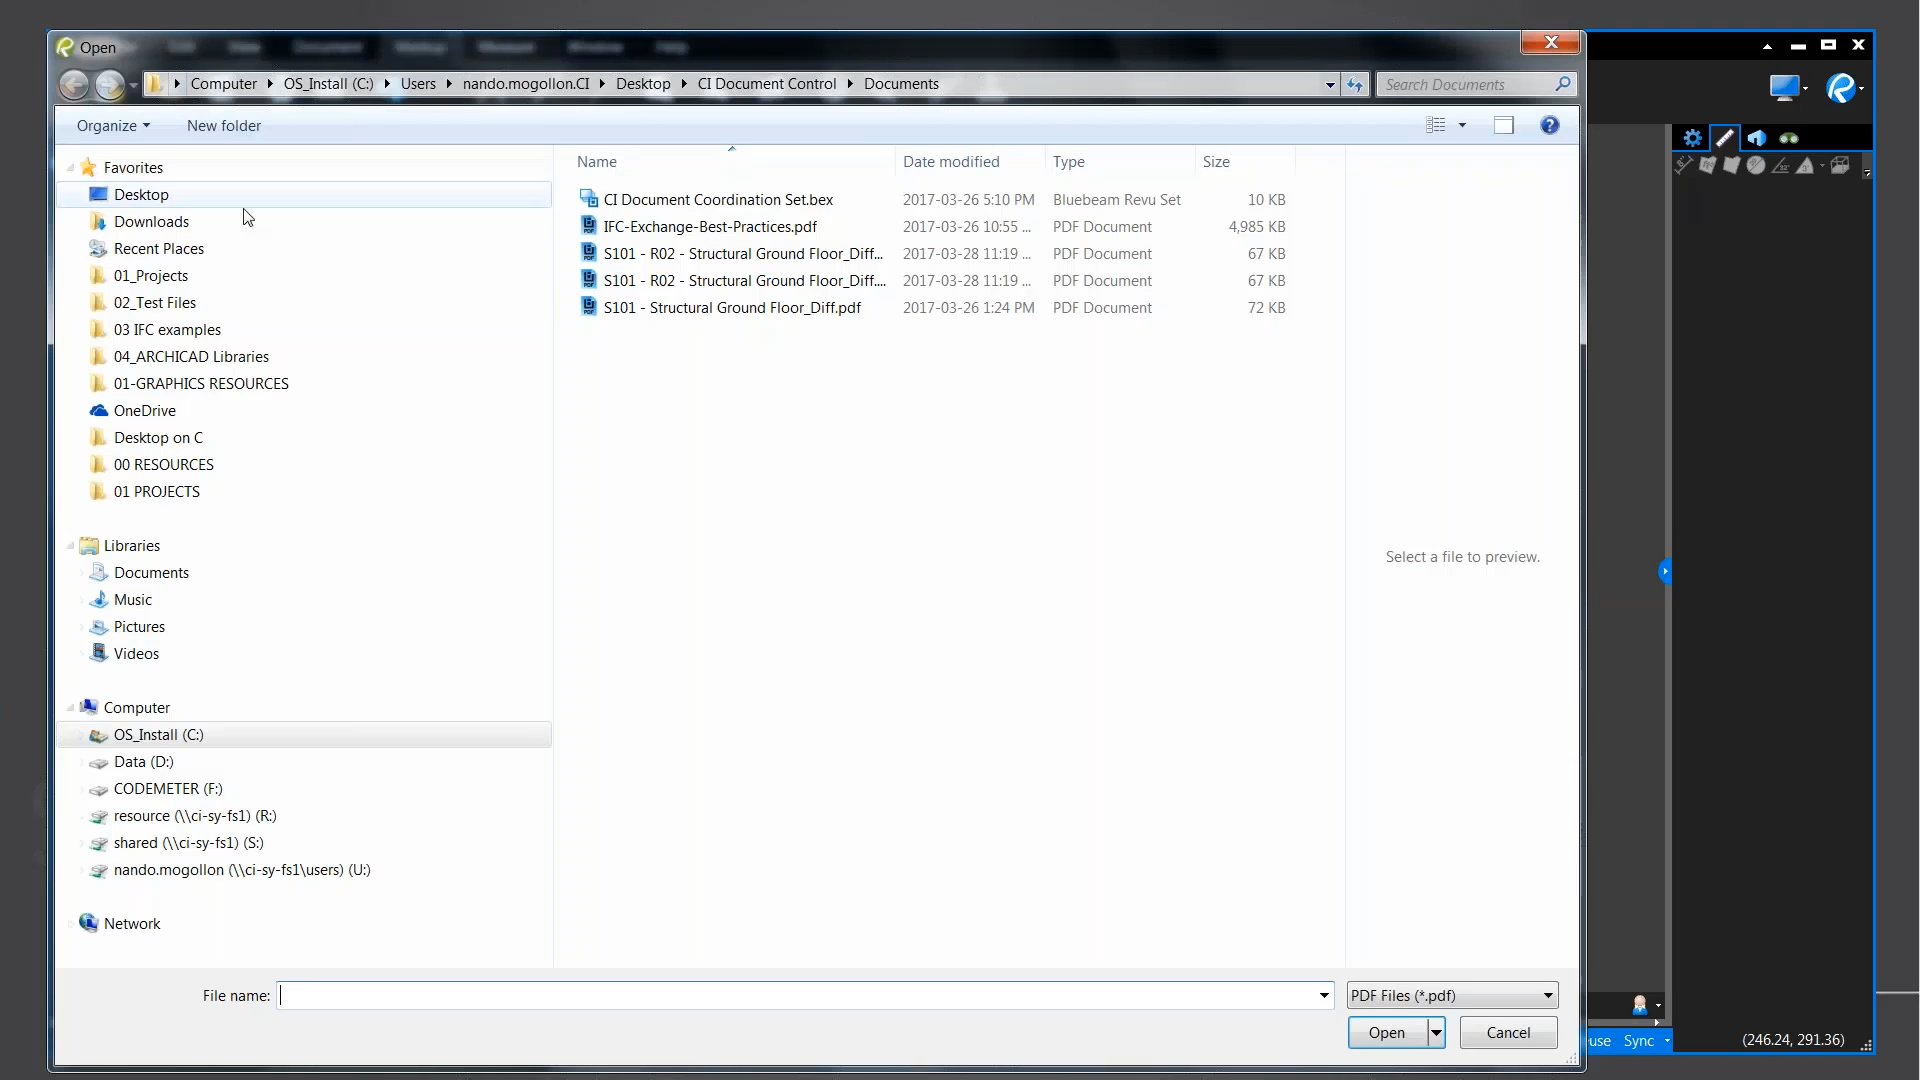 Open
Edit View Document Markup Measure Window Help
Computer OS_Install (C:) Users nando.mogollon.CI Desktop CI Document Control Documents
Search Documents
Organize New folder
Favorites
Desktop
Downloads
Recent Places
01_Projects
02_Test Files
03 IFC examples
04_ARCHICAD Libraries
01-GRAPHICS RESOURCES
OneDrive
Desktop on C
00 RESOURCES
01 PROJECTS
Libraries
Documents
Music
Pictures
Videos
Computer
OS_Install (C:)
Data (D:)
CODEMETER (F:)
resource (\\ci-sy-fs1) (R:)
shared (\\ci-sy-fs1) (S:)
nando.mogollon (\\ci-sy-fs1\users) (U:)
Network
Name Date modified Type Size
CI Document Coordination Set.bex 2017-03-26 5:10 PM Bluebeam Revu Set 10 KB
IFC-Exchange-Best-Practices.pdf 2017-03-26 10:55 ... PDF Document 4,985 KB
S101 - R02 - Structural Ground Floor_Diff... 2017-03-28 11:19 ... PDF Document 67 KB
S101 - R02 - Structural Ground Floor_Diff.... 2017-03-28 11:19 ... PDF Document 67 KB
S101 - Structural Ground Floor_Diff.pdf 2017-03-26 1:24 PM PDF Document 72 KB
Select a file to preview.
File name: PDF Files (*.pdf)
Open Cancel
Sync (246.24, 291.36)